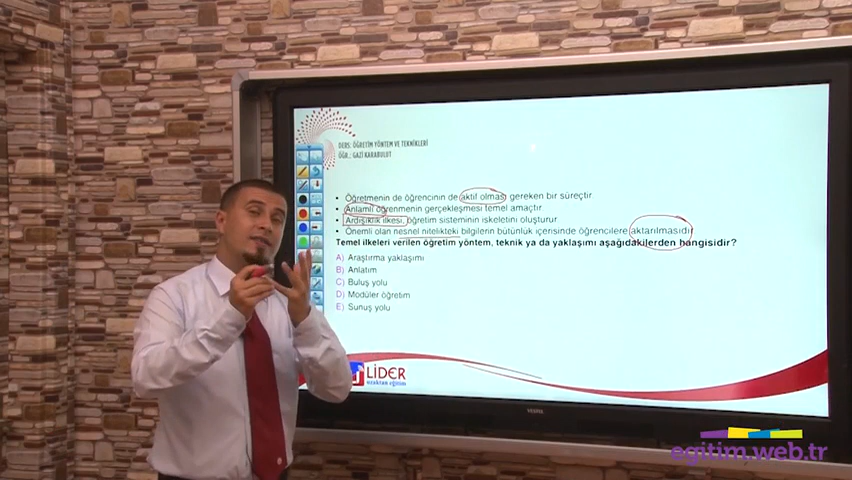 DERS; ÖĞRETİM YÖNTEM VE TEKNİKLERİ
ÖĞR.; GAZİ KARABULUT
• Öğretmenin de öğrencinin de aktif olması gereken bir süreçtir.
• Anlamlı öğrenmenin gerçekleşmesi temel amaçtır.
• Ardışıklık ilkesi, öğretim sisteminin iskeletini oluşturur.
• Önemli olan nesnel nitelikteki bilgilerin bütünlük içerisinde öğrencilere aktarılmasıdır.
Temel ilkeleri verilen öğretim yöntem, teknik ya da yaklaşımı aşağıdakilerden hangisidir?
A) Araştırma yaklaşımı
B) Anlatım
C) Buluş yolu
D) Modüler öğretim
E) Sunuş yolu
LİDER
uzaktan eğitim
VESTEL
egitim.web.tr